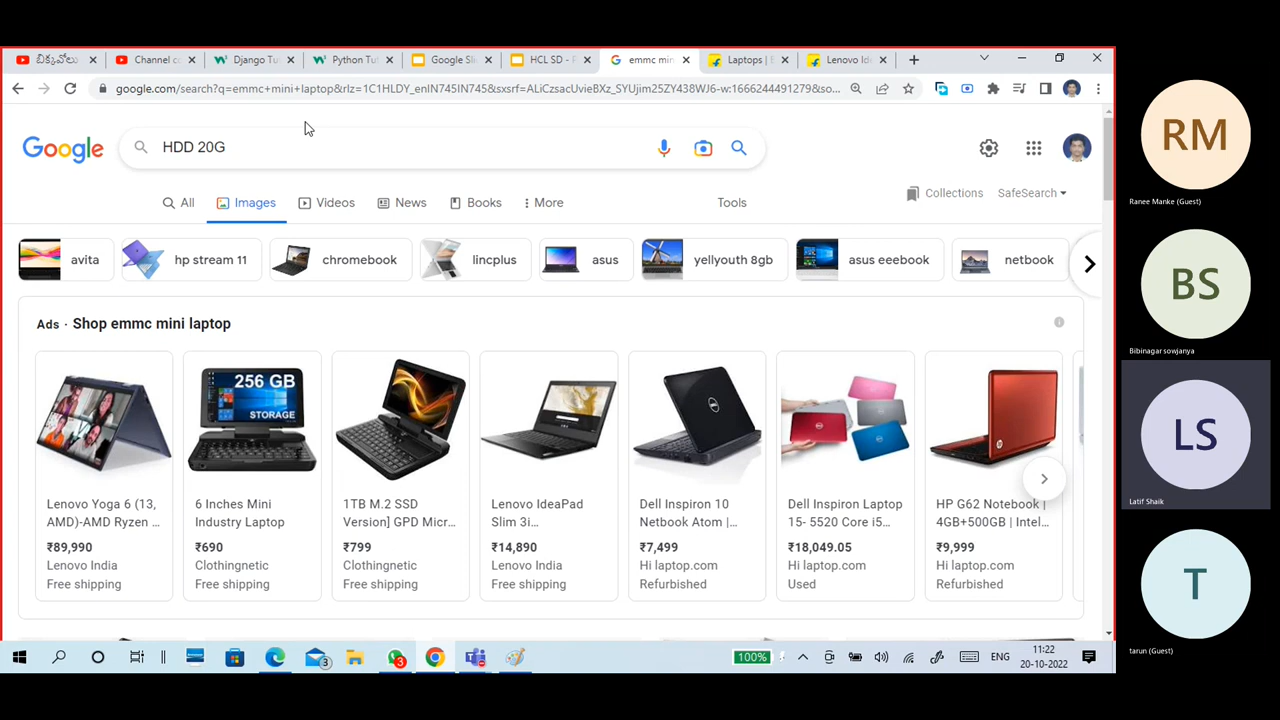 బిక్కవోలు
Channel co
Django Tu
Python Tut
Google Sli
HCL SD - P
emmc min
Laptops | B
Lenovo Ide
google.com/search?q=emmc+mini+laptop&rlz=1C1HLDY_enIN745IN745&sxsrf=ALiCzsacUvieBXz_SYUjim25ZY438WJ6-w:1666244491279&so...
Google
HDD 20G
All
Images
Videos
News
Books
More
Tools
Collections
SafeSearch
avita
hp stream 11
chromebook
lincplus
asus
yellyouth 8gb
asus eeebook
netbook
Ads · Shop emmc mini laptop
256 GB
STORAGE
Lenovo Yoga 6 (13,
AMD)-AMD Ryzen ...
₹89,990
Lenovo India
Free shipping
6 Inches Mini
Industry Laptop
₹690
Clothingnetic
Free shipping
1TB M.2 SSD
Version] GPD Micr...
₹799
Clothingnetic
Free shipping
Lenovo IdeaPad
Slim 3i...
₹14,890
Lenovo India
Free shipping
Dell Inspiron 10
Netbook Atom |...
₹7,499
Hi laptop.com
Refurbished
Dell Inspiron Laptop
15- 5520 Core i5...
₹18,049.05
Hi laptop.com
Used
HP G62 Notebook |
4GB+500GB | Intel...
₹9,999
Hi laptop.com
Refurbished
3
3
100%
ENG
11:22
20-10-2022
RM
Ranee Manke (Guest)
BS
Bibinagar sowjanya
LS
Latif Shaik
T
tarun (Guest)